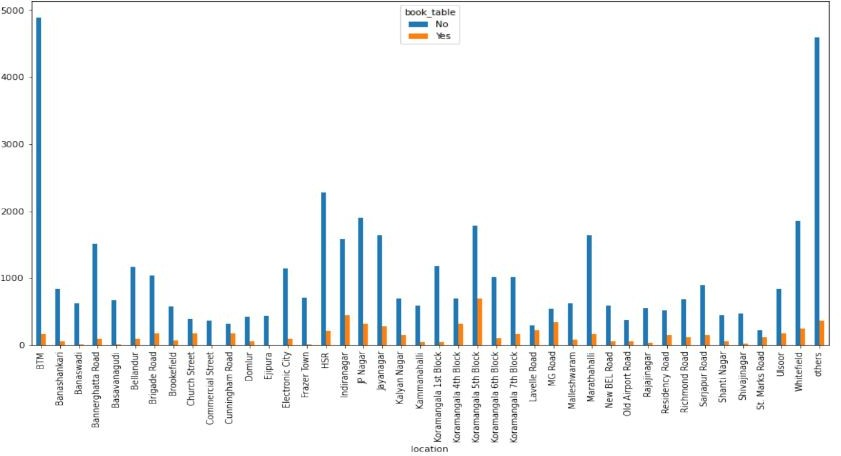 5000
4000
3000
2000
1000
0
book_table
No
Yes
BTM
Banashankari
Banaswadi
Bannerghatta Road
Basavanagudi
Bellandur
Brigade Road
Brookefield
Church Street
Commercial Street
Cunningham Road
Domlur
Ejipura
Electronic City
Frazer Town
HSR
Indiranagar
JP Nagar
Jayanagar
Kalyan Nagar
Kammanahalli
Koramangala 1st Block
Koramangala 4th Block
Koramangala 5th Block
Koramangala 6th Block
Koramangala 7th Block
Lavelle Road
MG Road
Malleshwaram
Marathahalli
New BEL Road
Old Airport Road
Rajajinagar
Residency Road
Richmond Road
Sarjapur Road
Shanti Nagar
Shivajinagar
St. Marks Road
Ulsoor
Whitefield
others
location